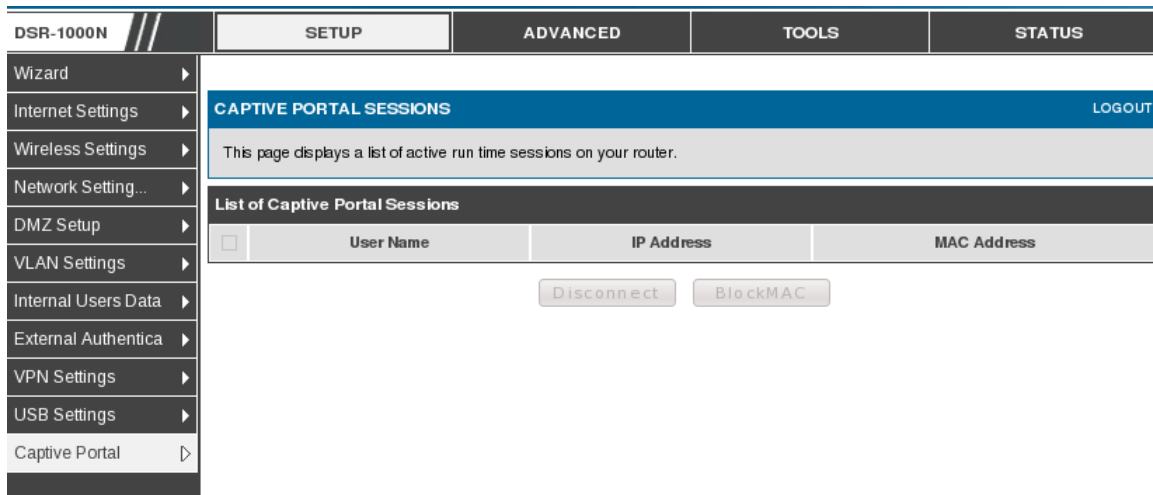 DSR-1000N
SETUP
ADVANCED
TOOLS
STATUS
Wizard
Internet Settings
Wireless Settings
Network Setting...
DMZ Setup
VLAN Settings
Internal Users Data
External Authentica
VPN Settings
USB Settings
Captive Portal
CAPTIVE PORTAL SESSIONS
LOGOUT
This page displays a list of active run time sessions on your router.
List of Captive Portal Sessions
User Name
IP Address
MAC Address
Disconnect
BlockMAC